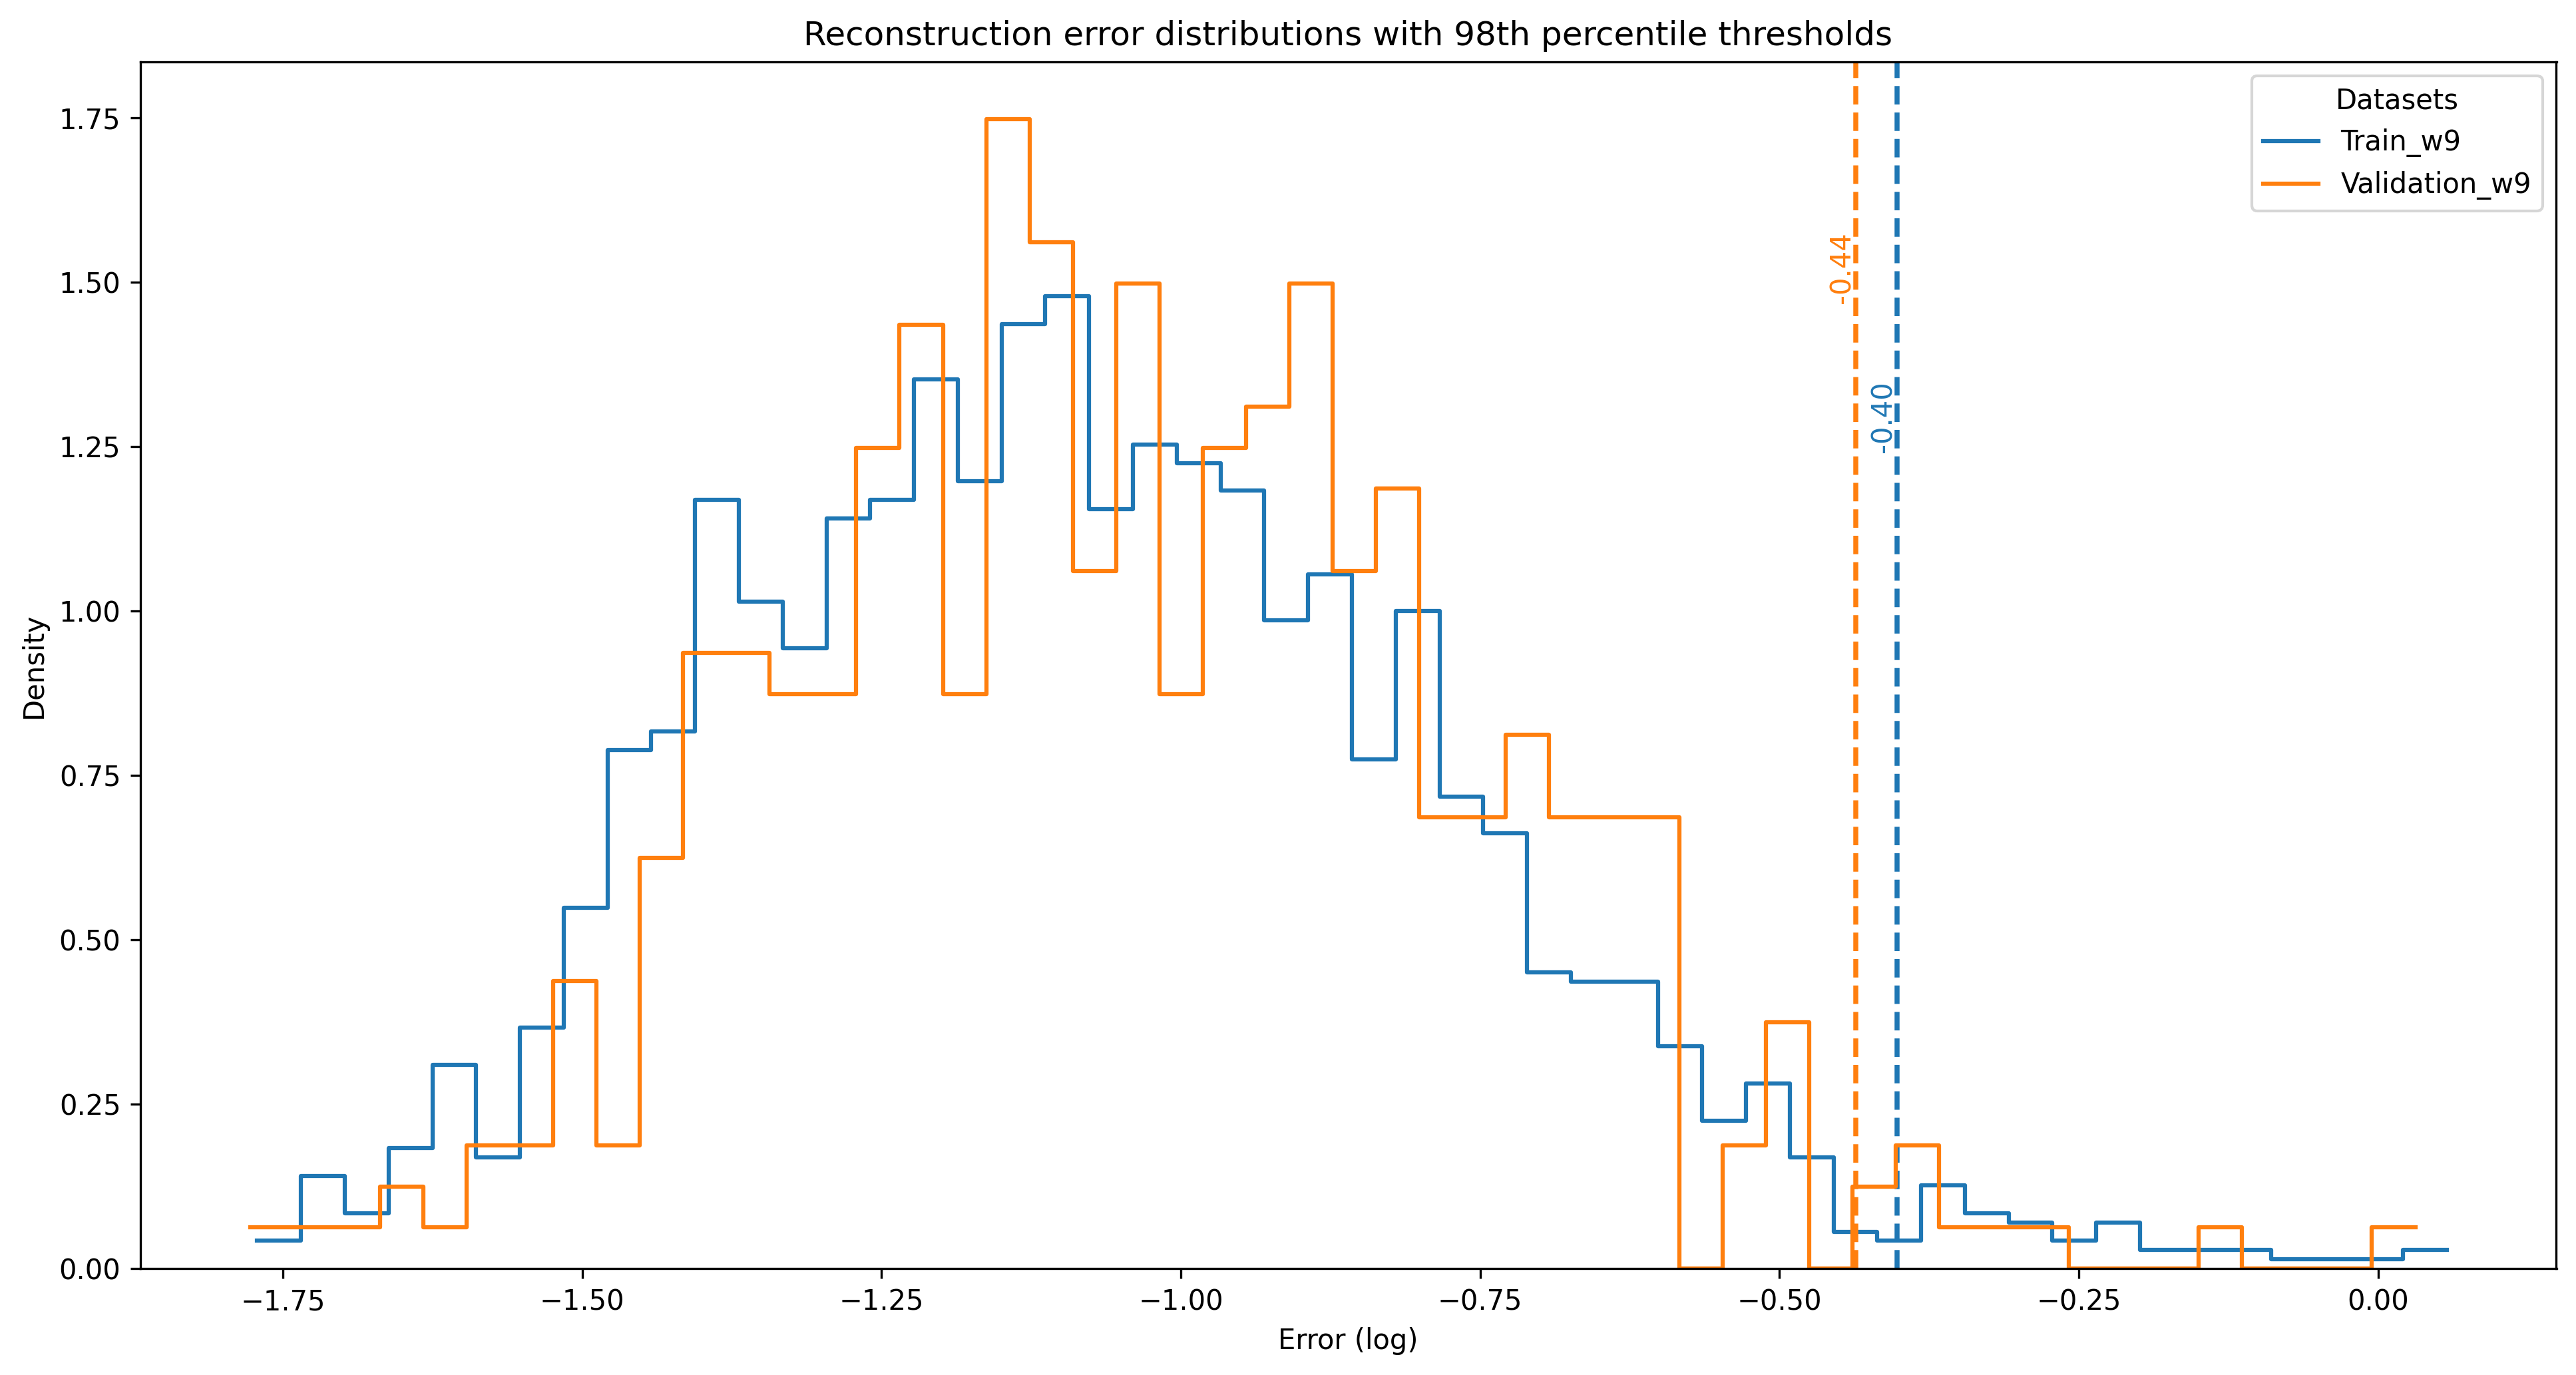 Reconstruction error distributions with 98th percentile thresholds
Datasets
Train_w9
Validation_w9
-0.44
-0.40
Density
1.75
1.50
1.25
1.00
0.75
0.50
0.25
0.00
−1.75 −1.50 −1.25 −1.00 −0.75 −0.50 −0.25 0.00
Error (log)